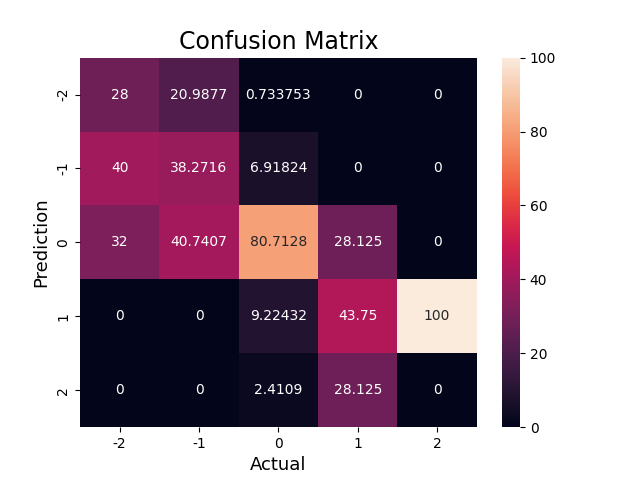 Confusion Matrix
Prediction
-2 28 20.9877 0.733753 0 0
-1 40 38.2716 6.91824 0 0
0 32 40.7407 80.7128 28.125 0
1 0 0 9.22432 43.75 100
2 0 0 2.4109 28.125 0
-2 -1 0 1 2
Actual
100
80
60
40
20
0